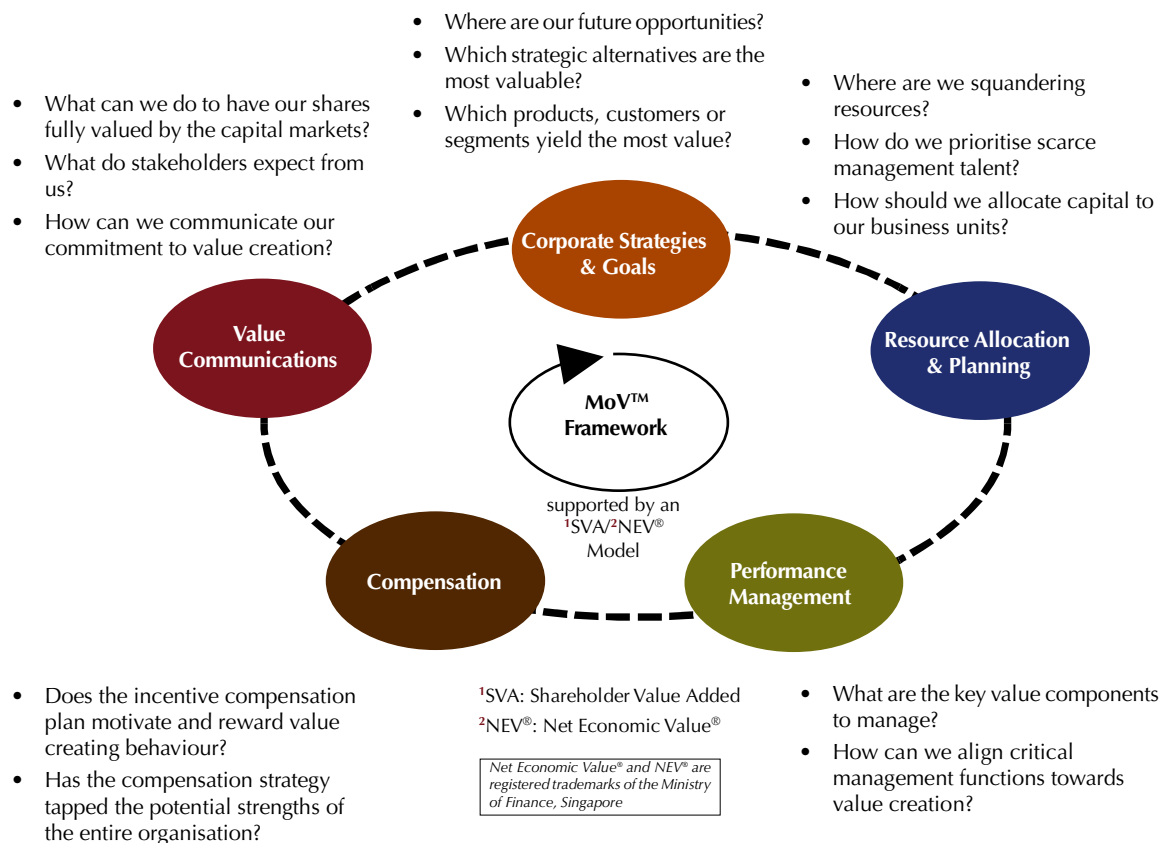 • Where are our future opportunities?
• Which strategic alternatives are the
most valuable?
• Which products, customers or
segments yield the most value?
• What can we do to have our shares
fully valued by the capital markets?
• What do stakeholders expect from
us?
• How can we communicate our
commitment to value creation?
• Where are we squandering
resources?
• How do we prioritise scarce
management talent?
• How should we allocate capital to
our business units?
Corporate Strategies
& Goals
Value
Communications
Resource Allocation
& Planning
MoV™
Framework
supported by an
¹SVA/²NEV®
Model
Compensation
Performance
Management
• Does the incentive compensation
plan motivate and reward value
creating behaviour?
• Has the compensation strategy
tapped the potential strengths of
the entire organisation?
¹SVA: Shareholder Value Added
²NEV®: Net Economic Value®
Net Economic Value® and NEV® are
registered trademarks of the Ministry
of Finance, Singapore
• What are the key value components
to manage?
• How can we align critical
management functions towards
value creation?